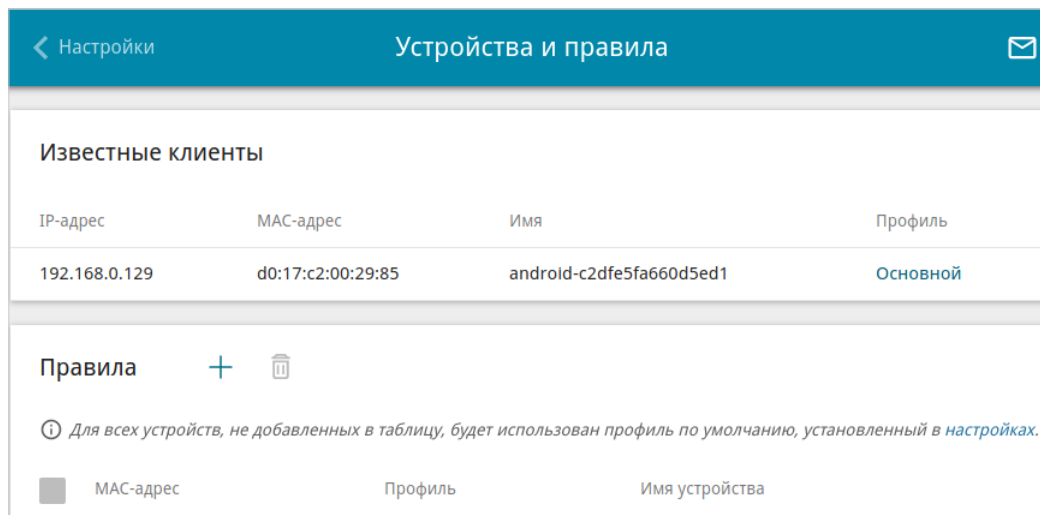 Настройки Устройства и правила
Известные клиенты
IP-адрес MAC-адрес Имя Профиль
192.168.0.129 d0:17:c2:00:29:85 android-c2dfe5fa660d5ed1 Основной
Правила
Для всех устройств, не добавленных в таблицу, будет использован профиль по умолчанию, установленный в настройках.
MAC-адрес Профиль Имя устройства